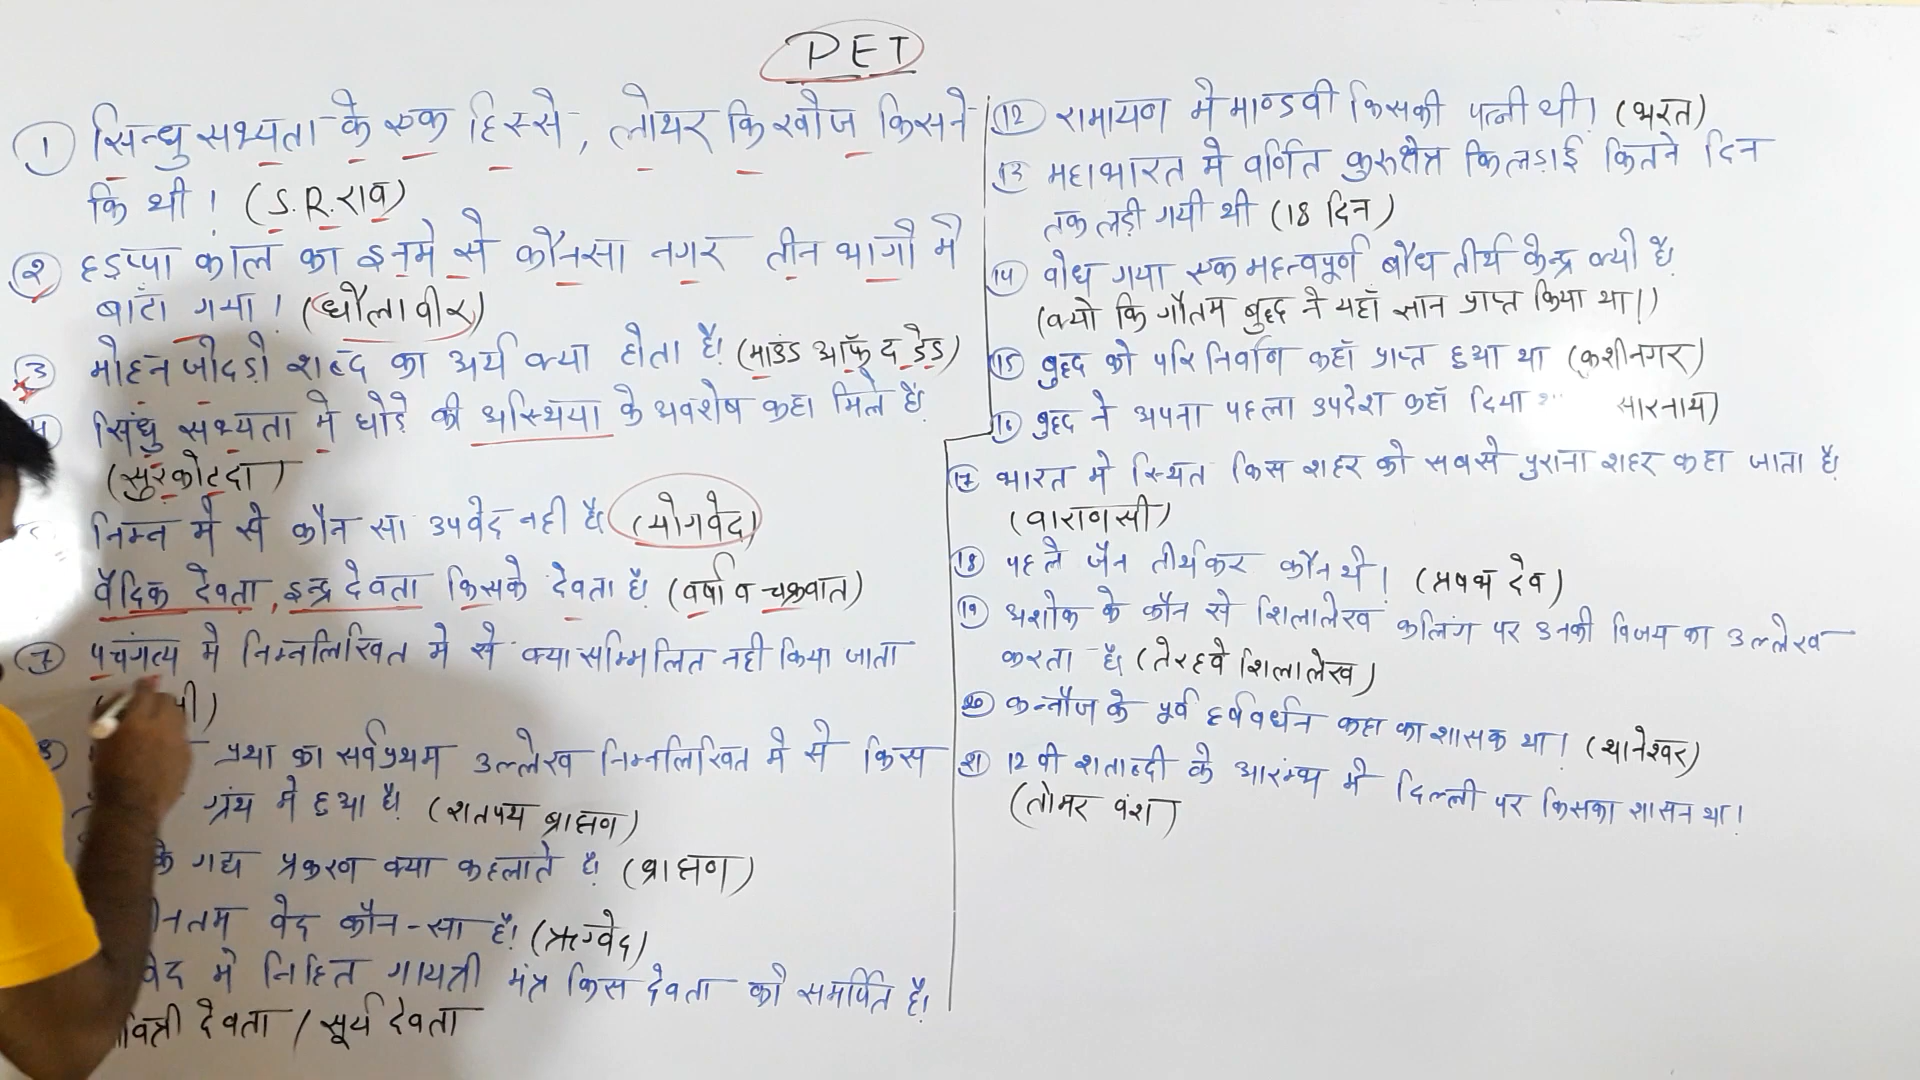 PET
① सिन्धु सभ्यता के एक हिस्से, लोथर कि खोज किसने
कि थी। (S.R.राव)
② हडप्पा काल का इनमे से कौनसा नगर तीन भागो मे
बाँटा गया। (धौलावीर)
③ मोहनजोदडो शब्द का अर्थ क्या होता है। (माउंड ऑफ द डेड)
सिंधु सभ्यता मे घोडे की अस्थिया के अवशेष कहा मिले है
(सुरकोटदा)
निम्न मे से कौन सा उपवेद नही है (योगवेद)
वैदिक देवता, इन्द्र देवता किसके देवता है। (वर्षा व चक्रवात)
⑦ पचंगव्य मे निम्नलिखित मे से क्या सम्मिलित नही किया जाता
प्रथा का सर्वप्रथम उल्लेख निम्नलिखित मे से किस
ग्रंथ मे हुआ है। (शतपथ ब्राह्मण)
के गद्य प्रकरण क्या कहलाते है। (ब्राह्मण)
वेद कौन-सा है। (ऋग्वेद)
मे निहित गायत्री मंत्र किस देवता को समर्पित है।
देवता / सूर्य देवता
⑫ रामायण मे माण्डवी किसकी पत्नी थी। (भरत)
13 महाभारत मे वर्णित कुरुक्षेत्र कि लड़ाई कितने दिन
तक लड़ी गयी थी (18 दिन)
14 बोध गया एक महत्वपूर्ण बौध तीर्थ केन्द्र क्यो है
(क्यो कि गौतम बुद्द ने यहाँ ज्ञान प्राप्त किया था।)
15 बुद्द को परिनिर्वाण कहाँ प्राप्त हुआ था (कुशीनगर)
16 बुद्द ने अपना पहला उपदेश कहाँ दिया सारनाथ)
17 भारत मे स्थित किस शहर को सबसे पुराना शहर कहा जाता है।
(वाराणसी)
18 पहले जैन तीर्थकर कौन थे। (ऋषभ देव)
19 अशोक के कौन से शिलालेख कलिंग पर उनकी विजय का उल्लेख
करता है। (तेरहवे शिलालेख)
20 कन्नौज के पूर्व हर्षवर्धन कहा का शासक था। (थानेश्वर)
21 12 वी शताब्दी के आरंम्भ मे दिल्ली पर किसका शासन था।
(तोमर वंश)